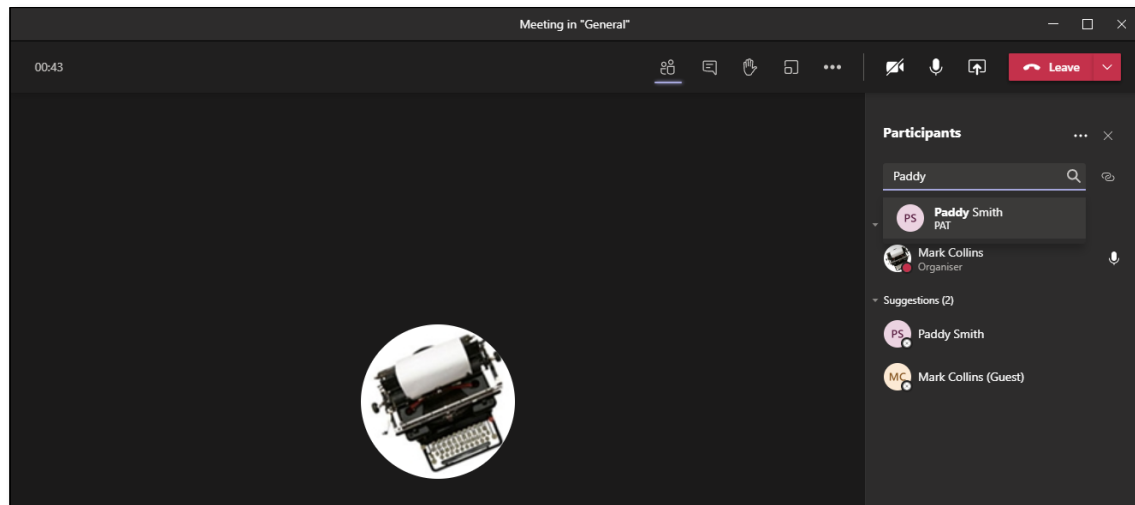 Meeting in "General"
00:43
Leave
Participants
Paddy
PS Paddy Smith
PAT
Mark Collins
Organiser
Suggestions (2)
PS Paddy Smith
MC Mark Collins (Guest)